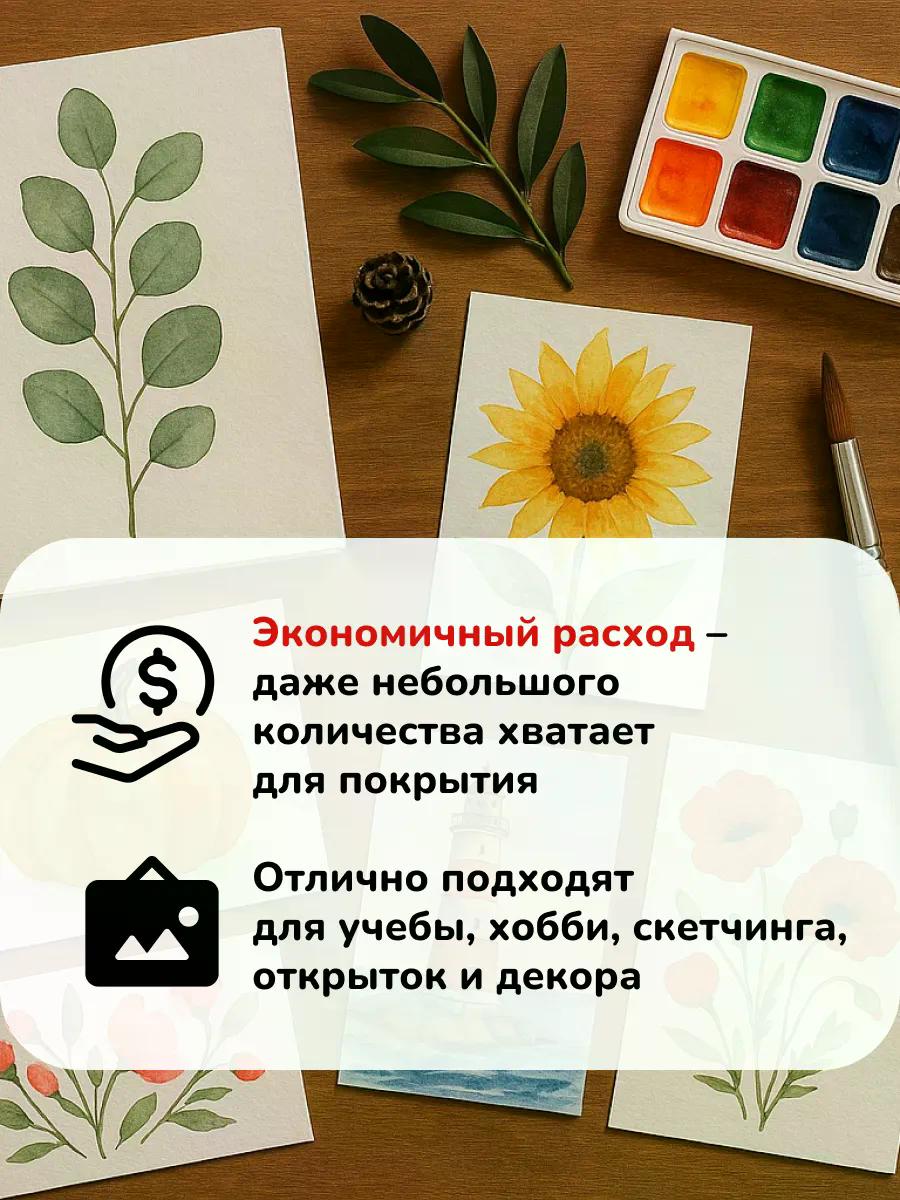 Экономичный расход –
даже небольшого
количества хватает
для покрытия
Отлично подходят
для учебы, хобби, скетчинга,
открыток и декора